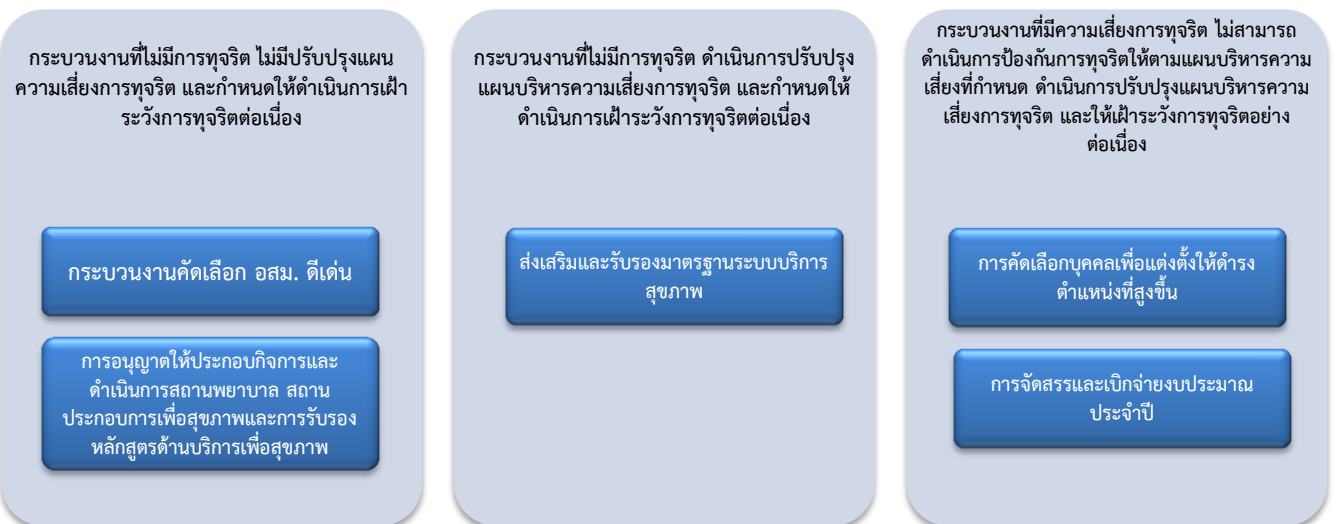 กระบวนงานที่ไม่มีการทุจริต ไม่มีปรับปรุงแผน
ความเสี่ยงการทุจริต และกำหนดให้ดำเนินการเฝ้า
ระวังการทุจริตต่อเนื่อง
กระบวนงานคัดเลือก อสม. ดีเด่น
การอนุญาตให้ประกอบกิจการและ
ดำเนินการสถานพยาบาล สถาน
ประกอบการเพื่อสุขภาพและการรับรอง
หลักสูตรด้านบริการเพื่อสุขภาพ
กระบวนงานที่ไม่มีการทุจริต ดำเนินการปรับปรุง
แผนบริหารความเสี่ยงการทุจริต และกำหนดให้
ดำเนินการเฝ้าระวังการทุจริตต่อเนื่อง
ส่งเสริมและรับรองมาตรฐานระบบบริการ
สุขภาพ
กระบวนงานที่มีความเสี่ยงการทุจริต ไม่สามารถ
ดำเนินการป้องกันการทุจริตให้ตามแผนบริหารความ
เสี่ยงที่กำหนด ดำเนินการปรับปรุงแผนบริหารความ
เสี่ยงการทุจริต และให้เฝ้าระวังการทุจริตอย่าง
ต่อเนื่อง
การคัดเลือกบุคคลเพื่อแต่งตั้งให้ดำรง
ตำแหน่งที่สูงขึ้น
การจัดสรรและเบิกจ่ายงบประมาณ
ประจำปี